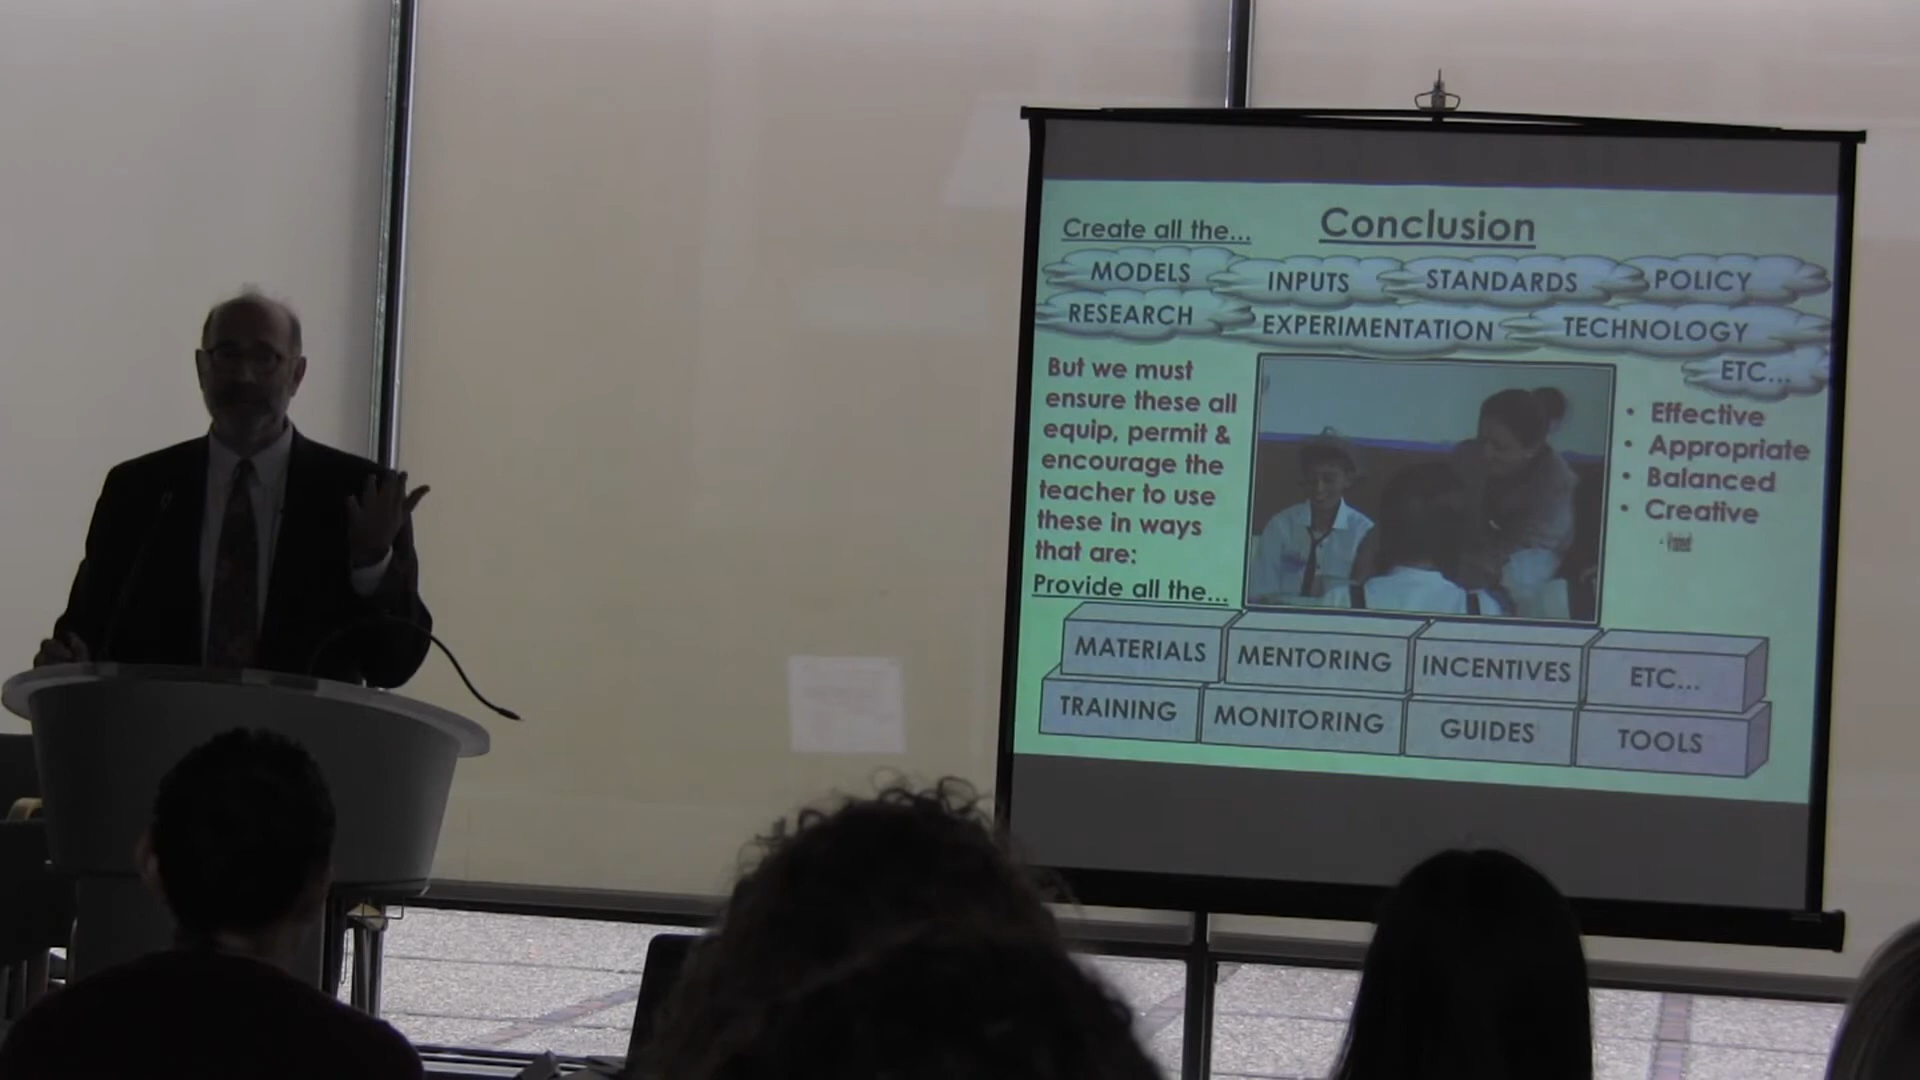 Conclusion
Create all the...
MODELS INPUTS STANDARDS POLICY
RESEARCH EXPERIMENTATION TECHNOLOGY
ETC...
But we must
ensure these all
equip, permit &
encourage the
teacher to use
these in ways
that are:
• Effective
• Appropriate
• Balanced
• Creative
Provide all the...
MATERIALS MENTORING INCENTIVES ETC...
TRAINING MONITORING GUIDES TOOLS